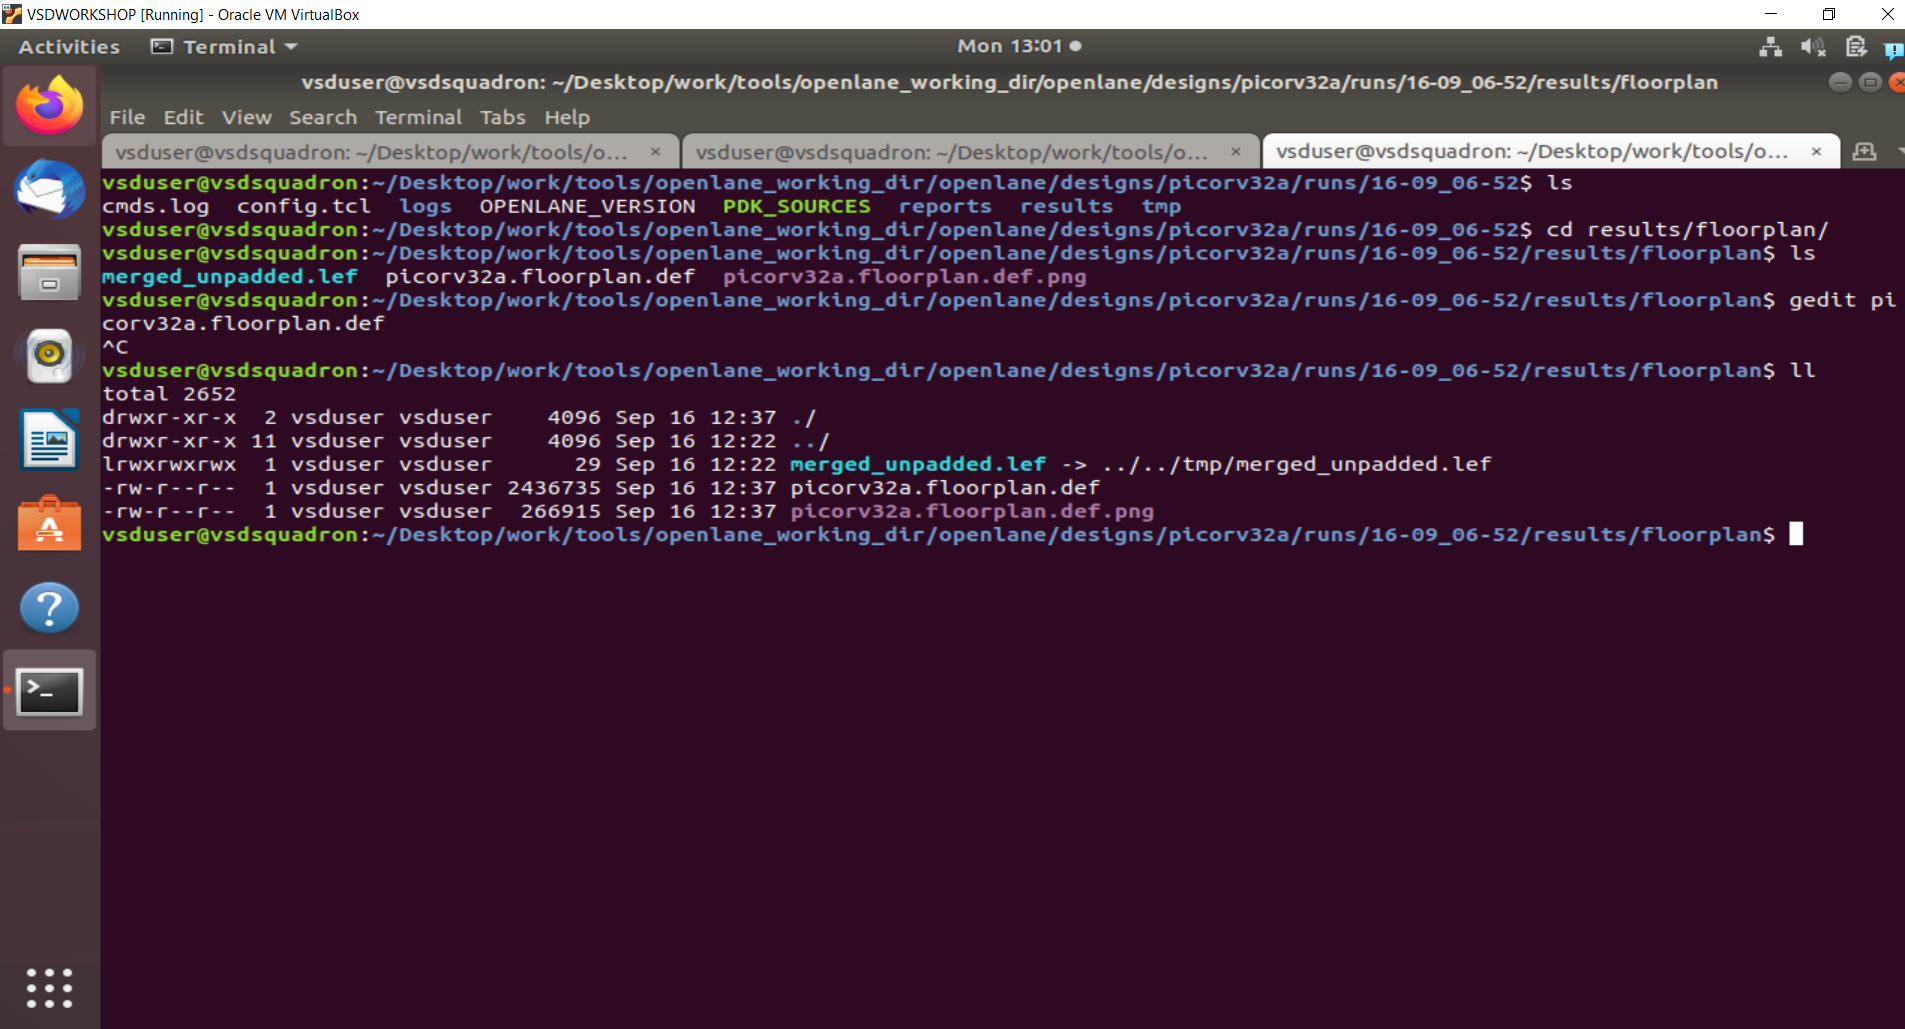 VSDWORKSHOP [Running] - Oracle VM VirtualBox
Activities Terminal Mon 13:01
vsduser@vsdsquadron: ~/Desktop/work/tools/openlane_working_dir/openlane/designs/picorv32a/runs/16-09_06-52/results/floorplan
File Edit View Search Terminal Tabs Help
vsduser@vsdsquadron: ~/Desktop/work/tools/o... × vsduser@vsdsquadron: ~/Desktop/work/tools/o... × vsduser@vsdsquadron: ~/Desktop/work/tools/o... ×
vsduser@vsdsquadron:~/Desktop/work/tools/openlane_working_dir/openlane/designs/picorv32a/runs/16-09_06-52$ ls
cmds.log config.tcl logs OPENLANE_VERSION PDK_SOURCES reports results tmp
vsduser@vsdsquadron:~/Desktop/work/tools/openlane_working_dir/openlane/designs/picorv32a/runs/16-09_06-52$ cd results/floorplan/
vsduser@vsdsquadron:~/Desktop/work/tools/openlane_working_dir/openlane/designs/picorv32a/runs/16-09_06-52/results/floorplan$ ls
merged_unpadded.lef picorv32a.floorplan.def picorv32a.floorplan.def.png
vsduser@vsdsquadron:~/Desktop/work/tools/openlane_working_dir/openlane/designs/picorv32a/runs/16-09_06-52/results/floorplan$ gedit pi
corv32a.floorplan.def
^C
vsduser@vsdsquadron:~/Desktop/work/tools/openlane_working_dir/openlane/designs/picorv32a/runs/16-09_06-52/results/floorplan$ ll
total 2652
drwxr-xr-x 2 vsduser vsduser 4096 Sep 16 12:37 ./
drwxr-xr-x 11 vsduser vsduser 4096 Sep 16 12:22 ../
lrwxrwxrwx 1 vsduser vsduser 29 Sep 16 12:22 merged_unpadded.lef -> ../../tmp/merged_unpadded.lef
-rw-r--r-- 1 vsduser vsduser 2436735 Sep 16 12:37 picorv32a.floorplan.def
-rw-r--r-- 1 vsduser vsduser 266915 Sep 16 12:37 picorv32a.floorplan.def.png
vsduser@vsdsquadron:~/Desktop/work/tools/openlane_working_dir/openlane/designs/picorv32a/runs/16-09_06-52/results/floorplan$